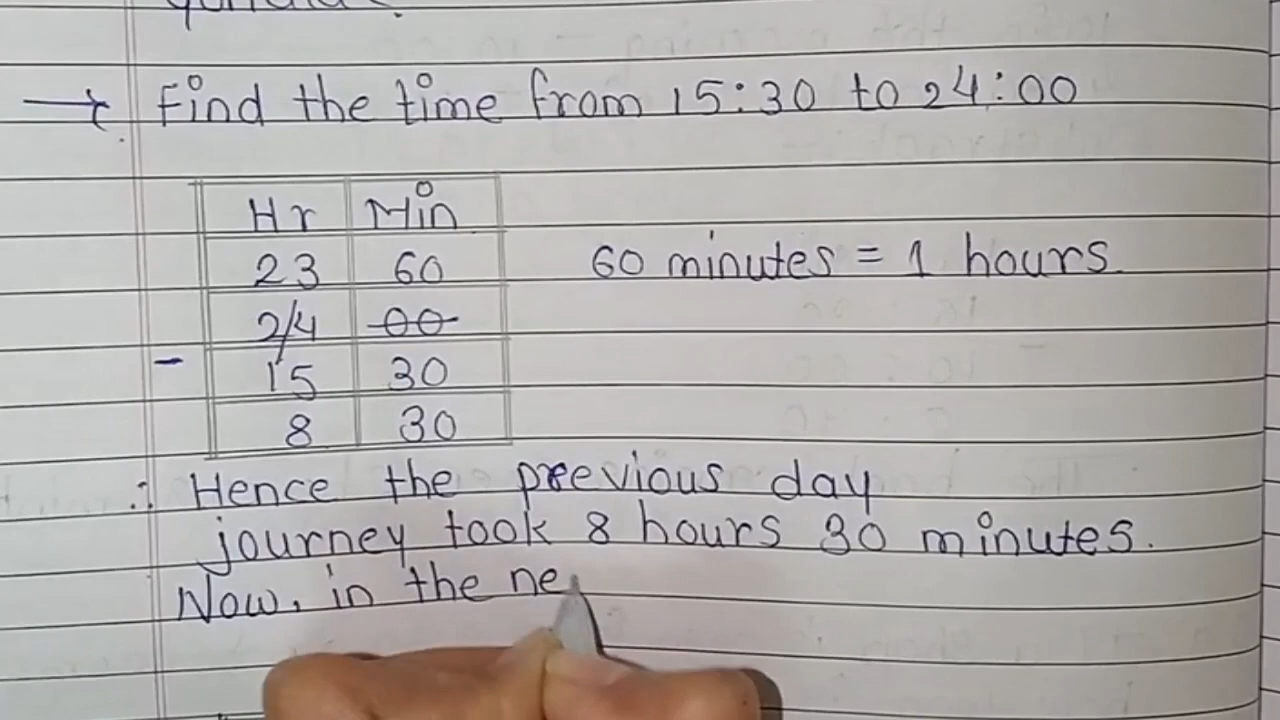 → Find the time from 15:30 to 24:00
Hr Min
23 60 60 minutes = 1 hours.
24 00
- 15 30
8 30
∴ Hence the previous day
journey took 8 hours 30 minutes.
Now, in the ne